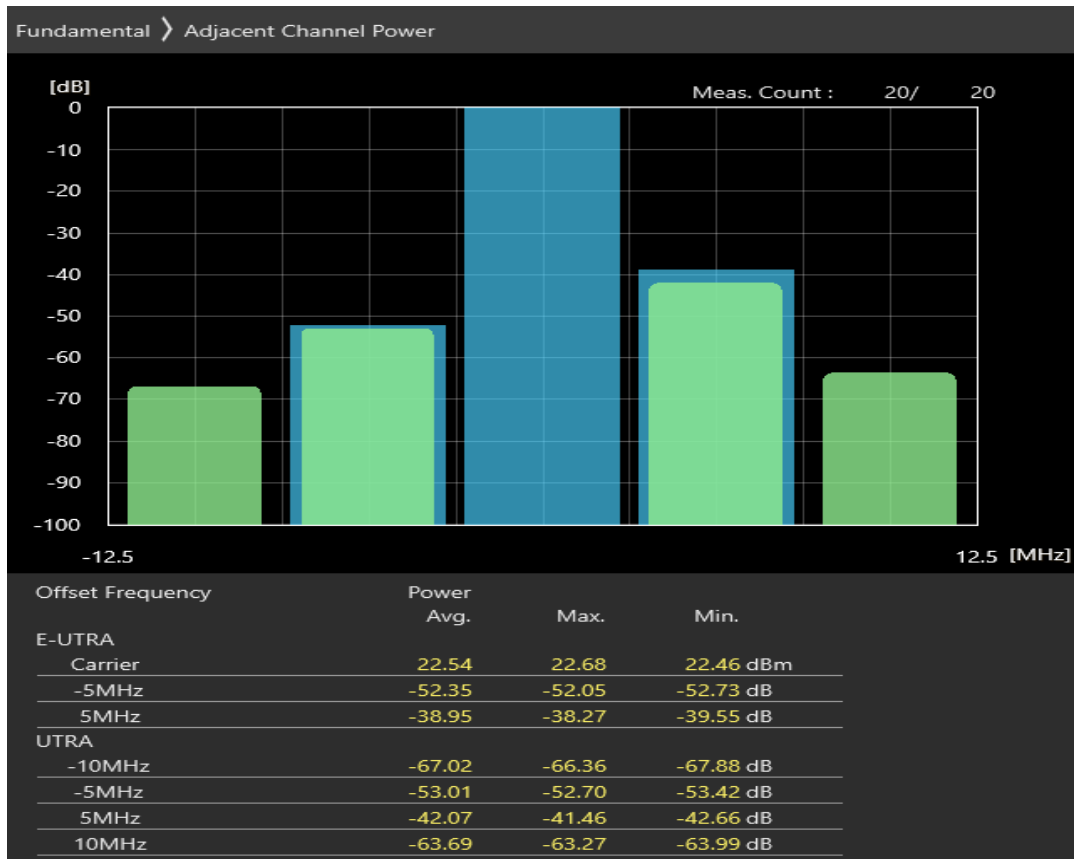 Fundamental ❯ Adjacent Channel Power
[dB]
Meas. Count : 20/ 20
0
-10
-20
-30
-40
-50
-60
-70
-80
-90
-100
-12.5 12.5 [MHz]
Offset Frequency Power
Avg. Max. Min.
E-UTRA
Carrier 22.54 22.68 22.46 dBm
-5MHz -52.35 -52.05 -52.73 dB
5MHz -38.95 -38.27 -39.55 dB
UTRA
-10MHz -67.02 -66.36 -67.88 dB
-5MHz -53.01 -52.70 -53.42 dB
5MHz -42.07 -41.46 -42.66 dB
10MHz -63.69 -63.27 -63.99 dB